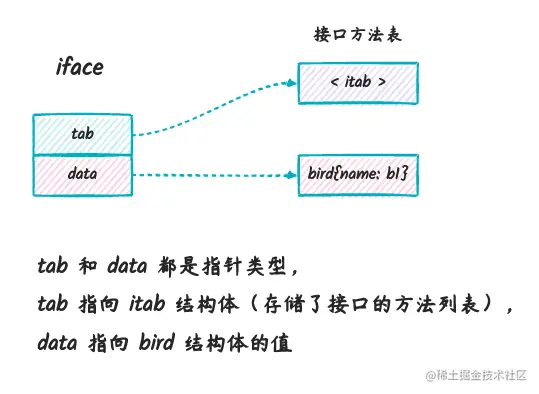 接口方法表
iface
< itab >
tab
data
bird{name: b1}
tab 和 data 都是指针类型，
tab 指向 itab 结构体（存储了接口的方法列表），
data 指向 bird 结构体的值
@稀土掘金技术社区